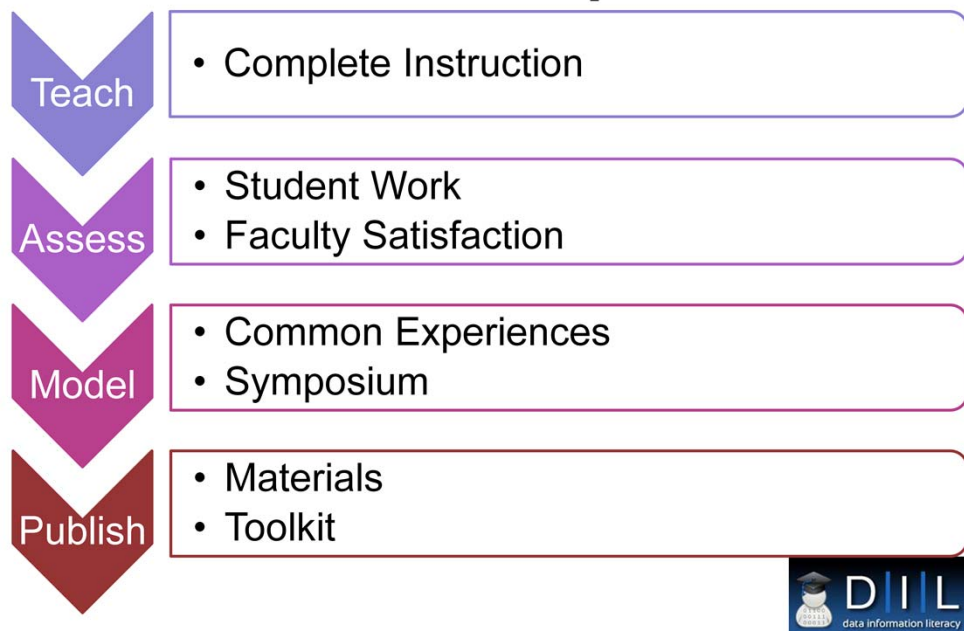 Teach
• Complete Instruction
Assess
• Student Work
• Faculty Satisfaction
Model
• Common Experiences
• Symposium
Publish
• Materials
• Toolkit
D|I|L
data information literacy